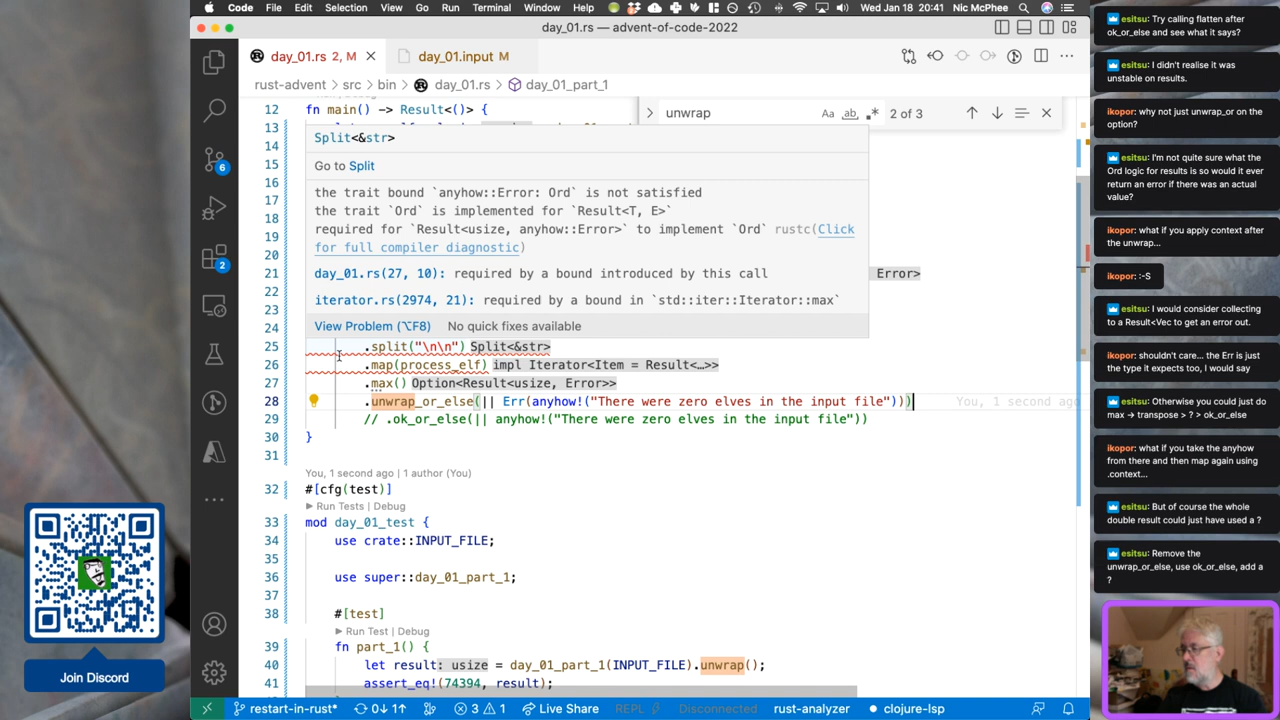 Code File Edit Selection View Go Run Terminal Window Help
Wed Jan 18 20:41 Nic McPhee
day_01.rs — advent-of-code-2022
day_01.rs 2, M
day_01.input M
rust-advent > src > bin > day_01.rs > day_01_part_1
unwrap
Aa ab 2 of 3
12 fn main() -> Result<()> {
13
Split<&str>
14
Go to Split
15
16 the trait bound `anyhow::Error: Ord` is not satisfied
17 the trait `Ord` is implemented for `Result<T, E>`
18 required for `Result<usize, anyhow::Error>` to implement `Ord` rustc(Click
19 for full compiler diagnostic)
20
21 day_01.rs(27, 10): required by a bound introduced by this call Error>
22
23 iterator.rs(2974, 21): required by a bound in `std::iter::Iterator::max`
24 View Problem (⌥F8) No quick fixes available
25 .split("\n\n") Split<&str>
26 .map(process_elf) impl Iterator<Item = Result<…>>
27 .max() Option<Result<usize, Error>>
28 .unwrap_or_else(|| Err(anyhow!("There were zero elves in the input file"))) You, 1 second ago
29 // .ok_or_else(|| anyhow!("There were zero elves in the input file"))
30 }
31
You, 1 second ago | 1 author (You)
32 #[cfg(test)]
▶ Run Tests | Debug
33 mod day_01_test {
34 use crate::INPUT_FILE;
35
36 use super::day_01_part_1;
37
38 #[test]
▶ Run Test | Debug
39 fn part_1() {
40 let result: usize = day_01_part_1(INPUT_FILE).unwrap();
41 assert_eq!(74394, result);
6
2
restart-in-rust* 0↓ 1↑ 3 1 Live Share REPL Disconnected rust-analyzer clojure-lsp
Join Discord
esitsu: Try calling flatten after
ok_or_else and see what it says?
esitsu: I didn't realise it was
unstable on results.
ikopor: why not just unwrap_or on the
option?
esitsu: I'm not quite sure what the
Ord logic for results is so would it ever
return an error if there was an actual
value?
ikopor: what if you apply context after
the unwrap...
ikopor: :-S
esitsu: I would consider collecting
to a Result<Vec to get an error out.
ikopor: shouldn't care... the Err is just
the type it expects too, I would say
esitsu: Otherwise you could just do
max -> transpose > ? > ok_or_else
ikopor: what if you take the anyhow
from there and then map again using
.context...
esitsu: But of course the whole
double result could just have used a ?
esitsu: Remove the
unwrap_or_else, use ok_or_else, add a
?